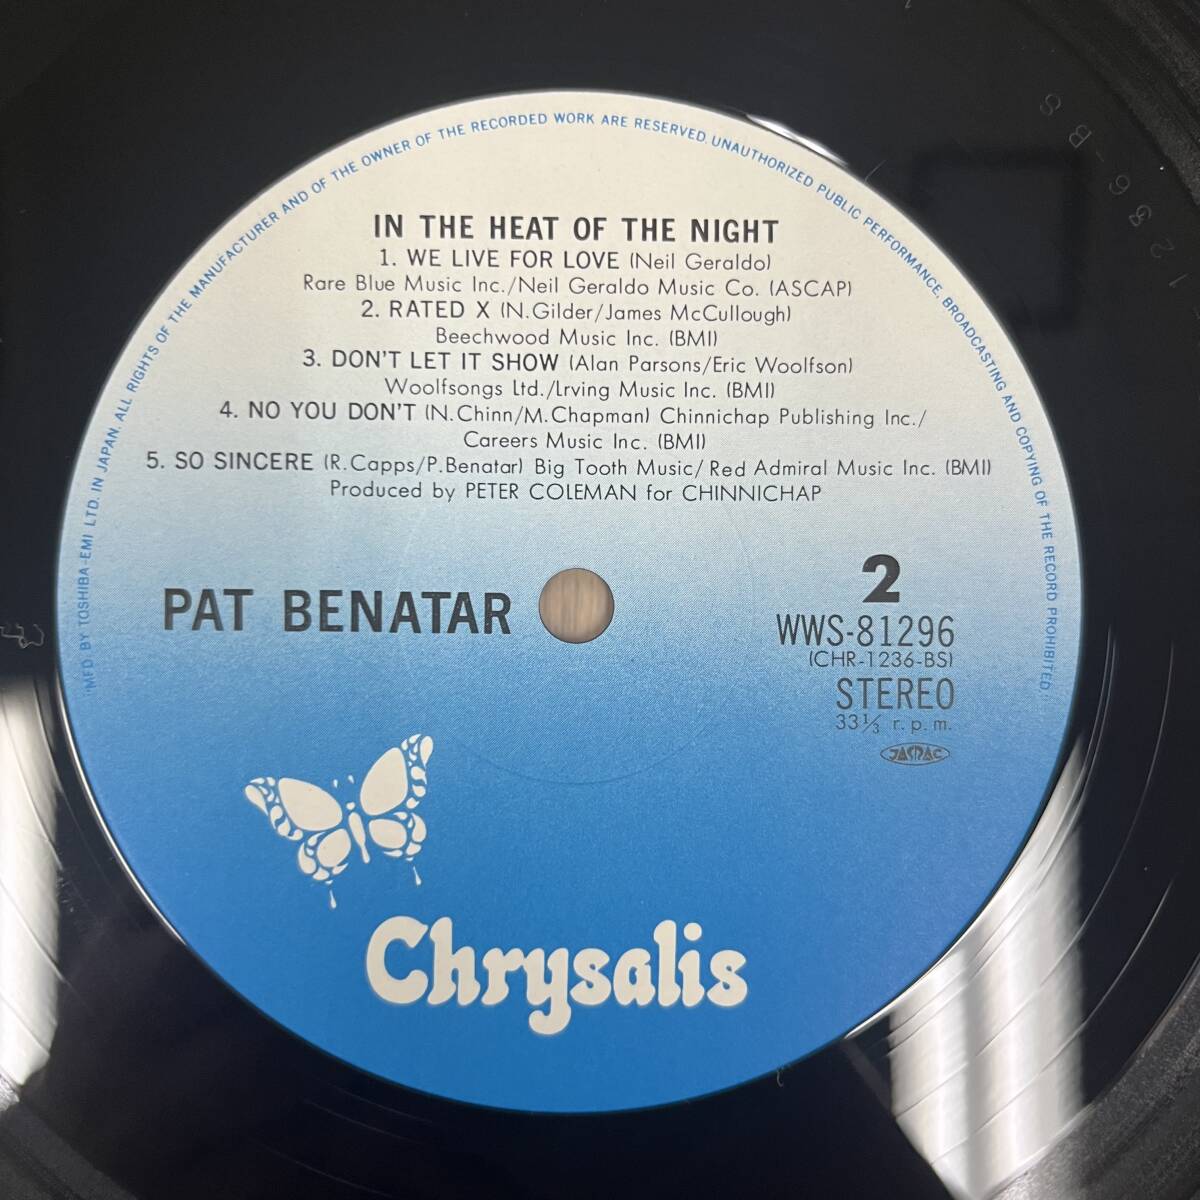 "MFD. BY TOSHIBA-EMI LTD. IN JAPAN. ALL RIGHTS OF THE MANUFACTURER AND OF THE OWNER OF THE RECORDED WORK ARE RESERVED. UNAUTHORIZED PUBLIC PERFORMANCE, BROADCASTING AND COPYING OF THE RECORD PROHIBITED."
IN THE HEAT OF THE NIGHT
1. WE LIVE FOR LOVE (Neil Geraldo)
Rare Blue Music Inc./Neil Geraldo Music Co. (ASCAP)
2. RATED X (N.Gilder/James McCullough)
Beechwood Music Inc. (BMI)
3. DON'T LET IT SHOW (Alan Parsons/Eric Woolfson)
Woolfsongs Ltd./Lrving Music Inc. (BMI)
4. NO YOU DON'T (N.Chinn/M.Chapman) Chinnichap Publishing Inc./
Careers Music Inc. (BMI)
5. SO SINCERE (R.Capps/P.Benatar) Big Tooth Music/Red Admiral Music Inc. (BMI)
Produced by PETER COLEMAN for CHINNICHAP
PAT BENATAR
2
WWS-81296
(CHR-1236-BS)
STEREO
33⅓ r.p.m.
JASRAC
Chrysalis